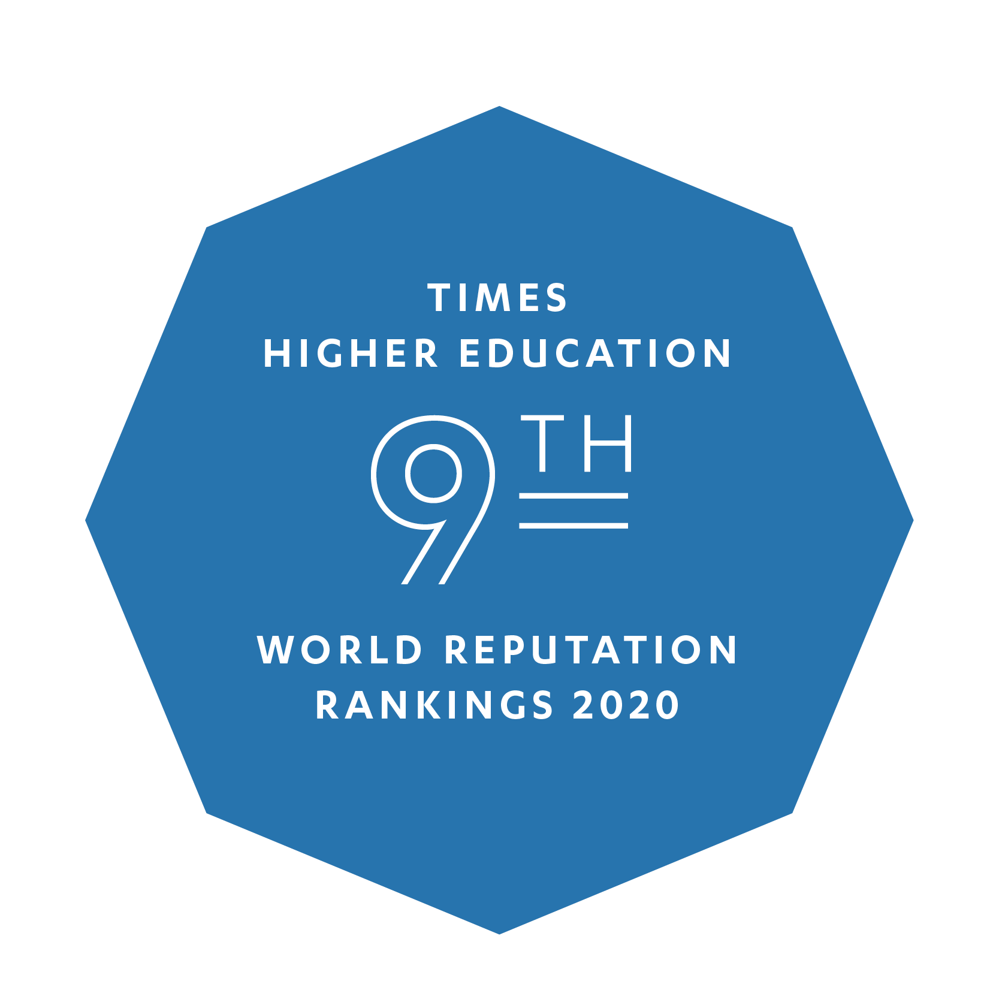 TIMES
HIGHER EDUCATION
9TH
WORLD REPUTATION
RANKINGS 2020